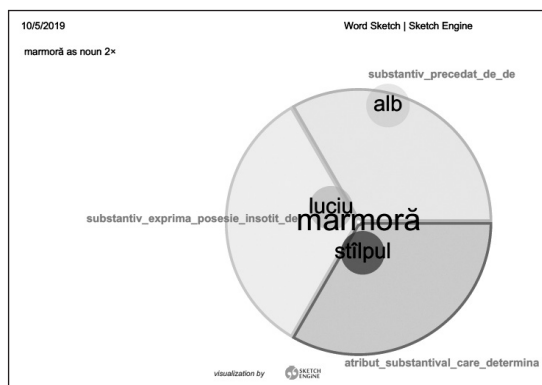 10/5/2019 Word Sketch | Sketch Engine
marmoră as noun 2×
substantiv_precedat_de_de
alb
luciu
substantiv_exprima_posesie_insotit_de
marmoră
stîlpul
atribut_substantival_care_determina
visualization by SKETCH ENGINE